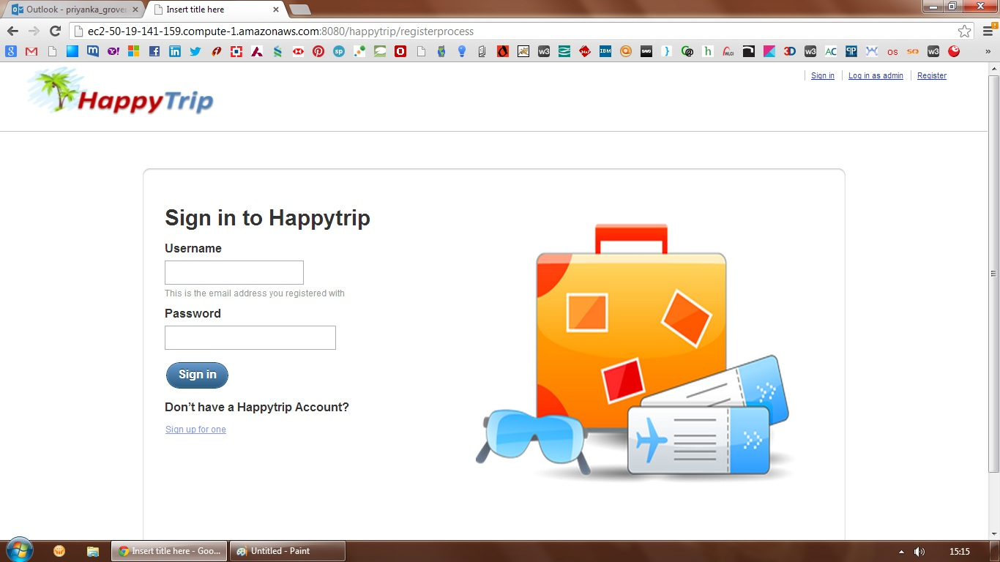 Outlook - priyanka_grover
Insert title here
ec2-50-19-141-159.compute-1.amazonaws.com:8080/happytrip/registerprocess
Sign in
Log in as admin
Register
HappyTrip
Sign in to Happytrip
Username
This is the email address you registered with
Password
Sign in
Don’t have a Happytrip Account?
Sign up for one
Insert title here - Goo...
Untitled - Paint
15:15